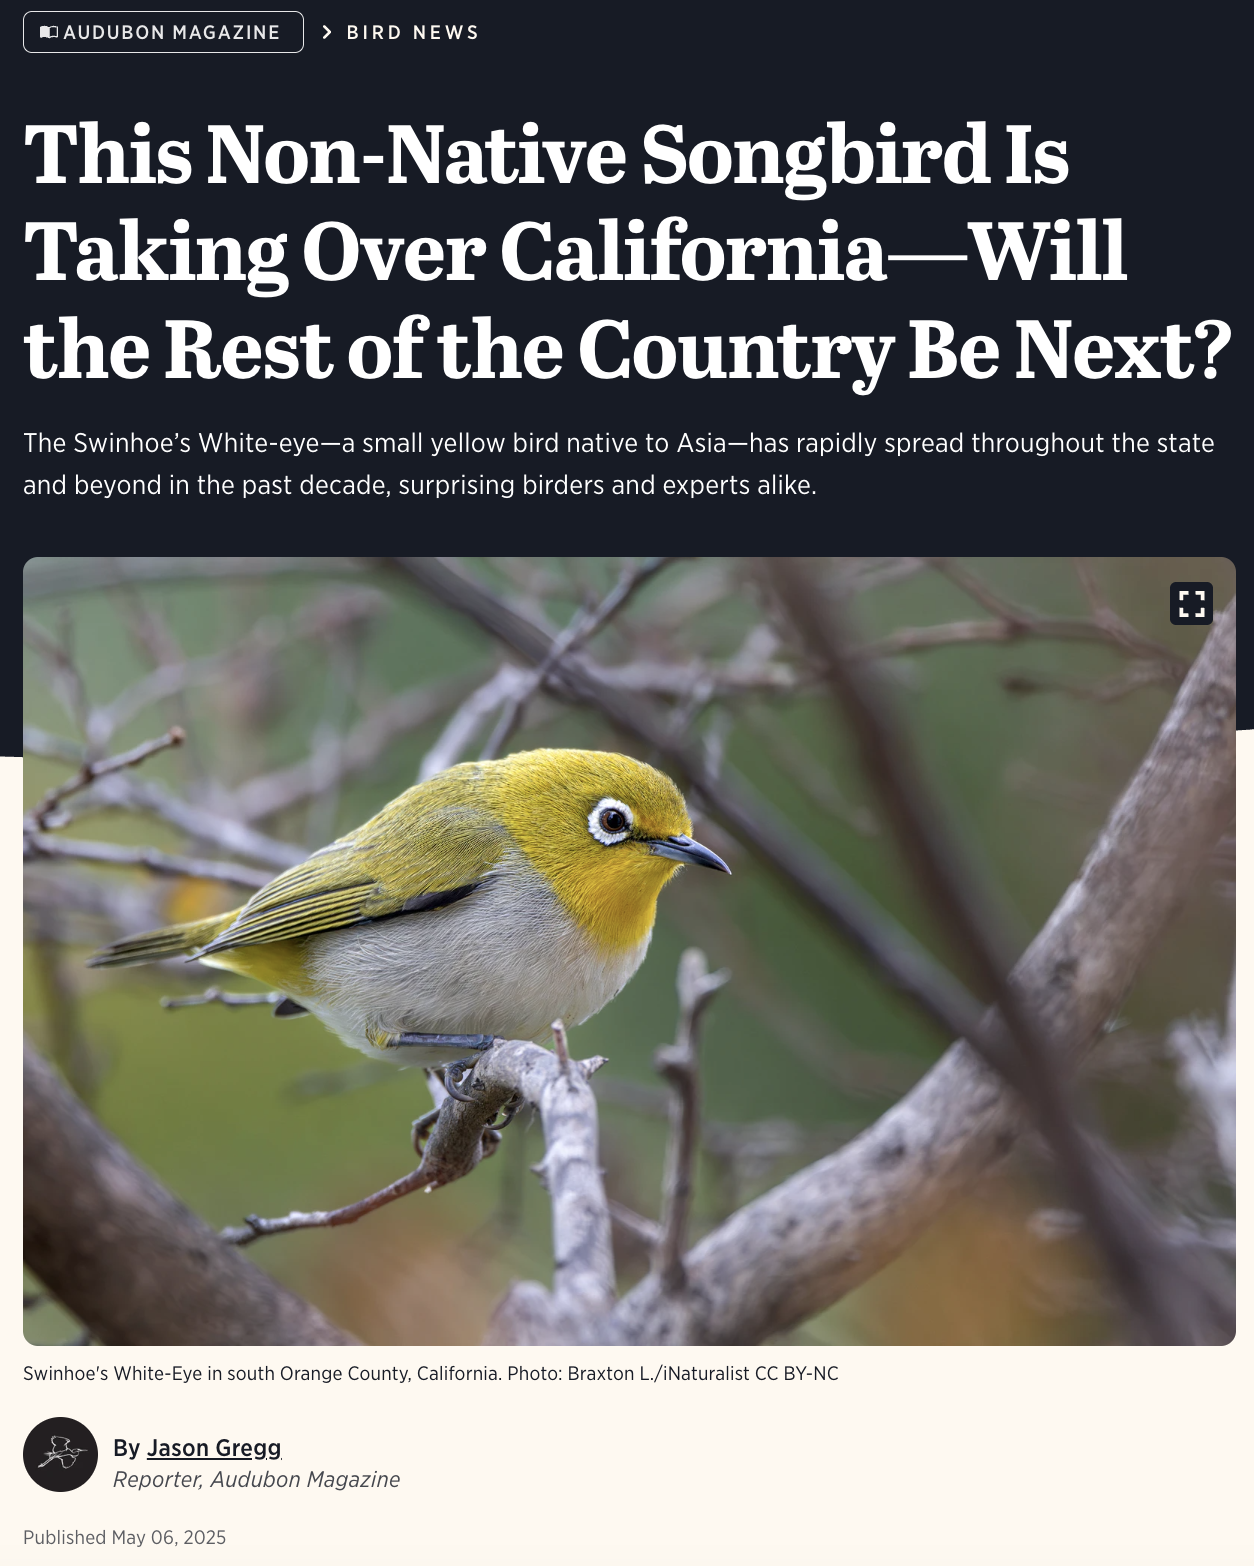 AUDUBON MAGAZINE > BIRD NEWS
This Non-Native Songbird Is
Taking Over California—Will
the Rest of the Country Be Next?
The Swinhoe’s White-eye—a small yellow bird native to Asia—has rapidly spread throughout the state
and beyond in the past decade, surprising birders and experts alike.
Swinhoe's White-Eye in south Orange County, California. Photo: Braxton L./iNaturalist CC BY-NC
By Jason Gregg
Reporter, Audubon Magazine
Published May 06, 2025